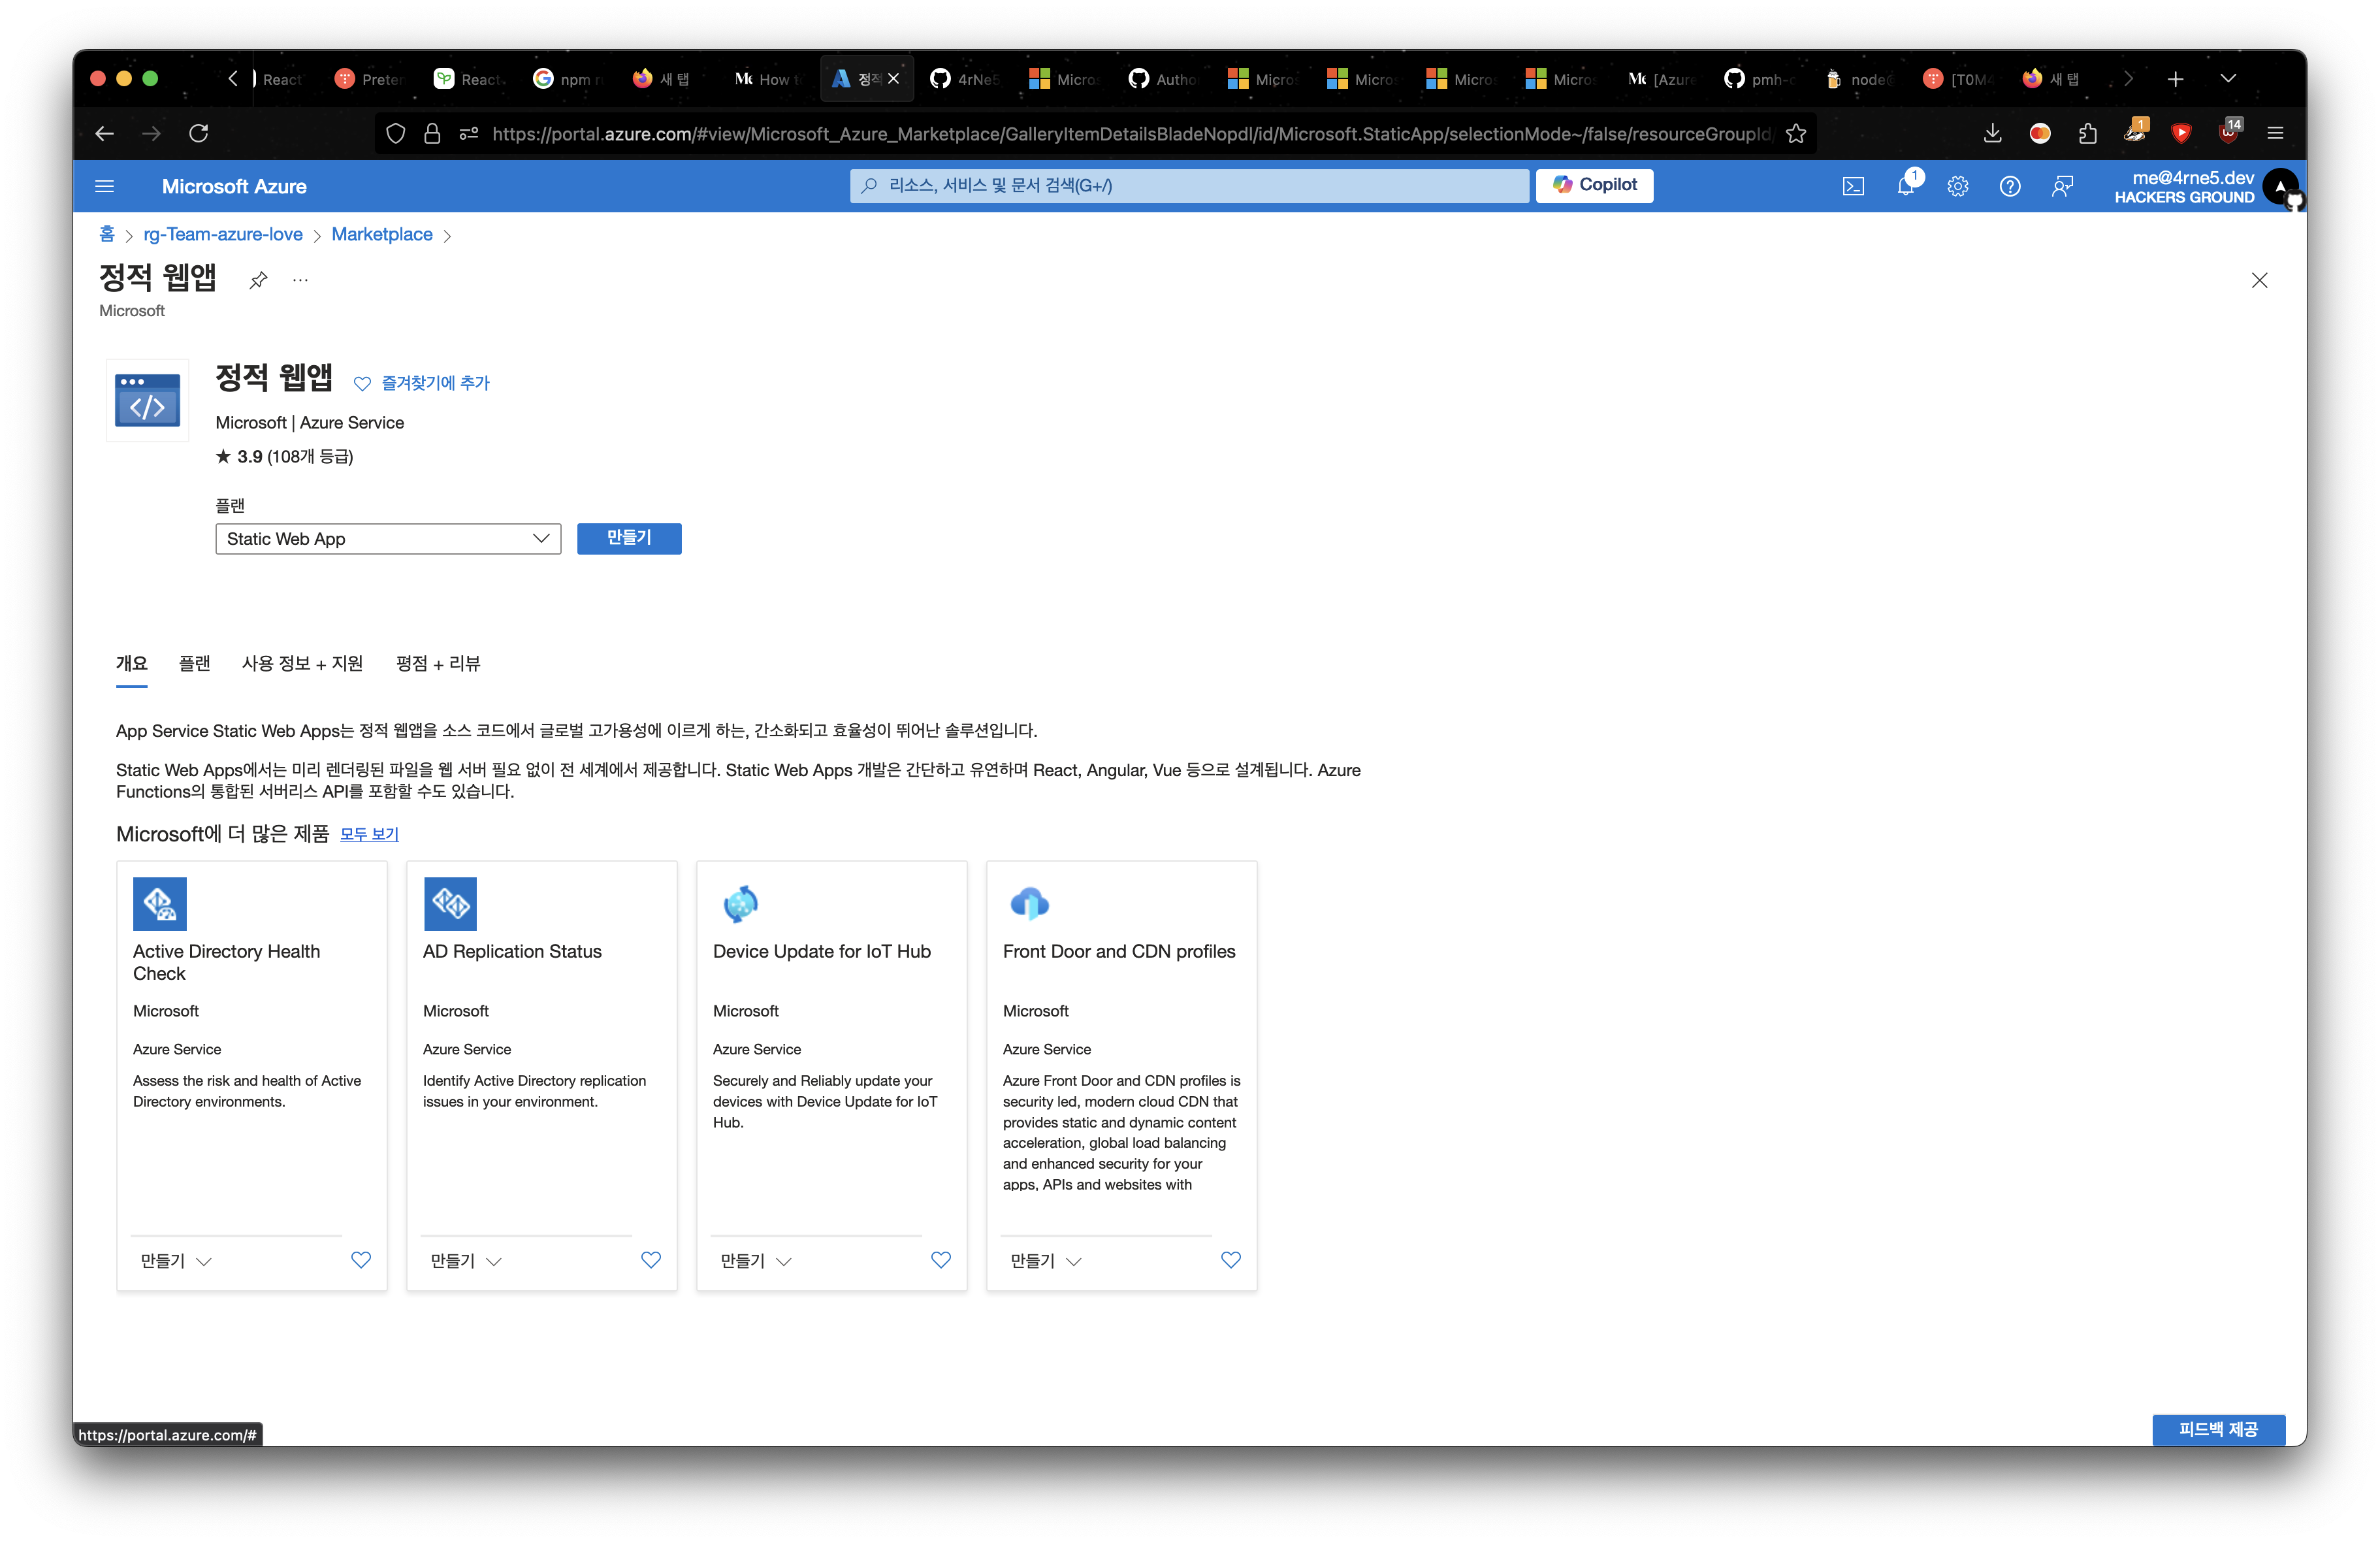 React
Preter
React
npm r
새 탭
How t
정적
4rNe5
Micros
Autho
Micros
Micros
Micros
Micros
[Azure
pmh-
node@
[T0M4
새 탭
https://portal.azure.com/#view/Microsoft_Azure_Marketplace/GalleryItemDetailsBladeNopdl/id/Microsoft.StaticApp/selectionMode~/false/resourceGroupId/
1
14
Microsoft Azure
리소스, 서비스 및 문서 검색(G+/)
Copilot
1
me@4rne5.dev
HACKERS GROUND
홈 > rg-Team-azure-love > Marketplace >
정적 웹앱
...
Microsoft
정적 웹앱
즐겨찾기에 추가
Microsoft | Azure Service
★ 3.9 (108개 등급)
플랜
Static Web App
만들기
개요 플랜 사용 정보 + 지원 평점 + 리뷰
App Service Static Web Apps는 정적 웹앱을 소스 코드에서 글로벌 고가용성에 이르게 하는, 간소화되고 효율성이 뛰어난 솔루션입니다.
Static Web Apps에서는 미리 렌더링된 파일을 웹 서버 필요 없이 전 세계에서 제공합니다. Static Web Apps 개발은 간단하고 유연하며 React, Angular, Vue 등으로 설계됩니다. Azure
Functions의 통합된 서버리스 API를 포함할 수도 있습니다.
Microsoft에 더 많은 제품 모두 보기
Active Directory Health
Check
Microsoft
Azure Service
Assess the risk and health of Active
Directory environments.
만들기
AD Replication Status
Microsoft
Azure Service
Identify Active Directory replication
issues in your environment.
만들기
Device Update for IoT Hub
Microsoft
Azure Service
Securely and Reliably update your
devices with Device Update for IoT
Hub.
만들기
Front Door and CDN profiles
Microsoft
Azure Service
Azure Front Door and CDN profiles is
security led, modern cloud CDN that
provides static and dynamic content
acceleration, global load balancing
and enhanced security for your
apps, APIs and websites with
만들기
https://portal.azure.com/#
피드백 제공